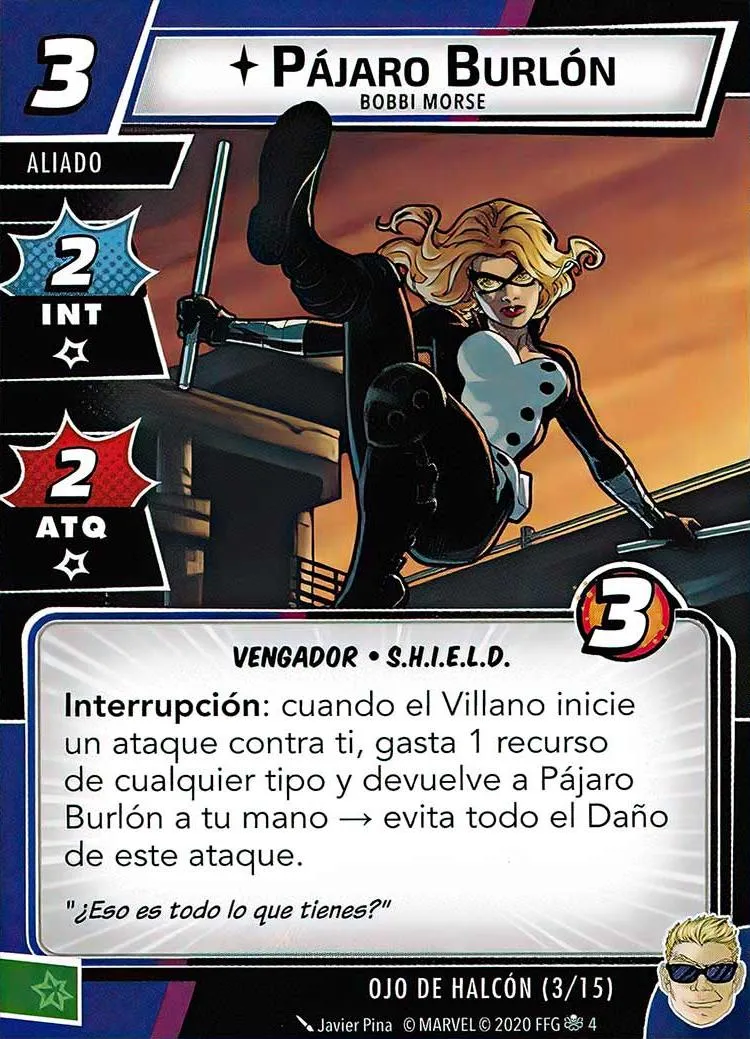 3
PÁJARO BURLÓN
BOBBI MORSE
ALIADO
2
INT
2
ATQ
3
VENGADOR • S.H.I.E.L.D.
Interrupción: cuando el Villano inicie
un ataque contra ti, gasta 1 recurso
de cualquier tipo y devuelve a Pájaro
Burlón a tu mano → evita todo el Daño
de este ataque.
"¿Eso es todo lo que tienes?"
OJO DE HALCÓN (3/15)
Javier Pina © MARVEL © 2020 FFG 4